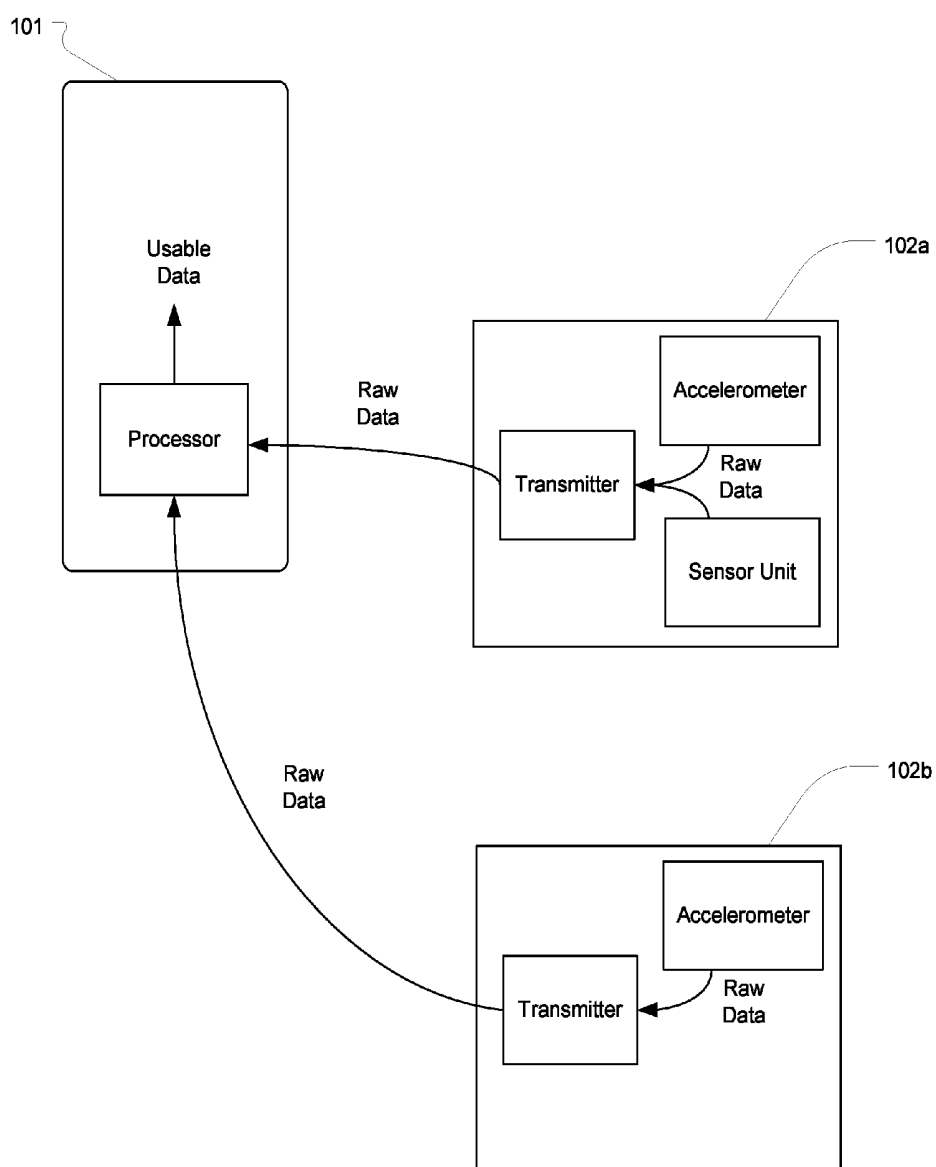 101
Usable
Data
Processor
Raw
Data
102a
Accelerometer
Raw
Data
Transmitter
Sensor Unit
Raw
Data
102b
Accelerometer
Raw
Data
Transmitter